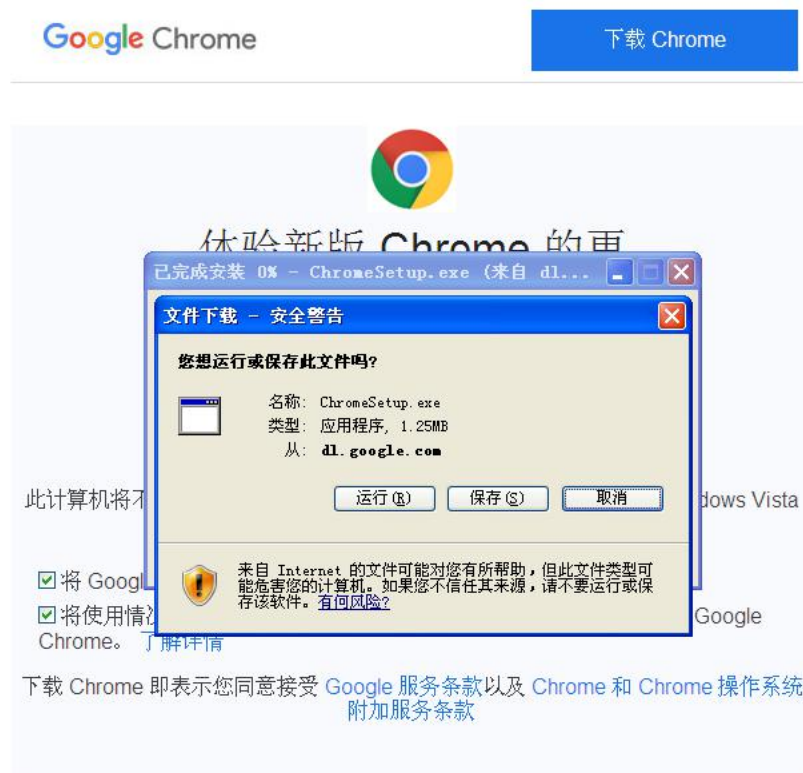 Google Chrome
下载 Chrome
体验新版 Chrome 的更
已完成安装 0% - ChromeSetup.exe (来自 dl...
文件下载 - 安全警告
您想运行或保存此文件吗?
名称: ChromeSetup.exe
类型: 应用程序, 1.25MB
从: dl.google.com
运行(R) 保存(S) 取消
此计算机将不
dows Vista
来自 Internet 的文件可能对您有所帮助,但此文件类型可
能危害您的计算机。如果您不信任其来源,请不要运行或保
存该软件。有何风险?
将 Googl
将使用情况
Google
Chrome。 了解详情
下载 Chrome 即表示您同意接受 Google 服务条款以及 Chrome 和 Chrome 操作系统
附加服务条款